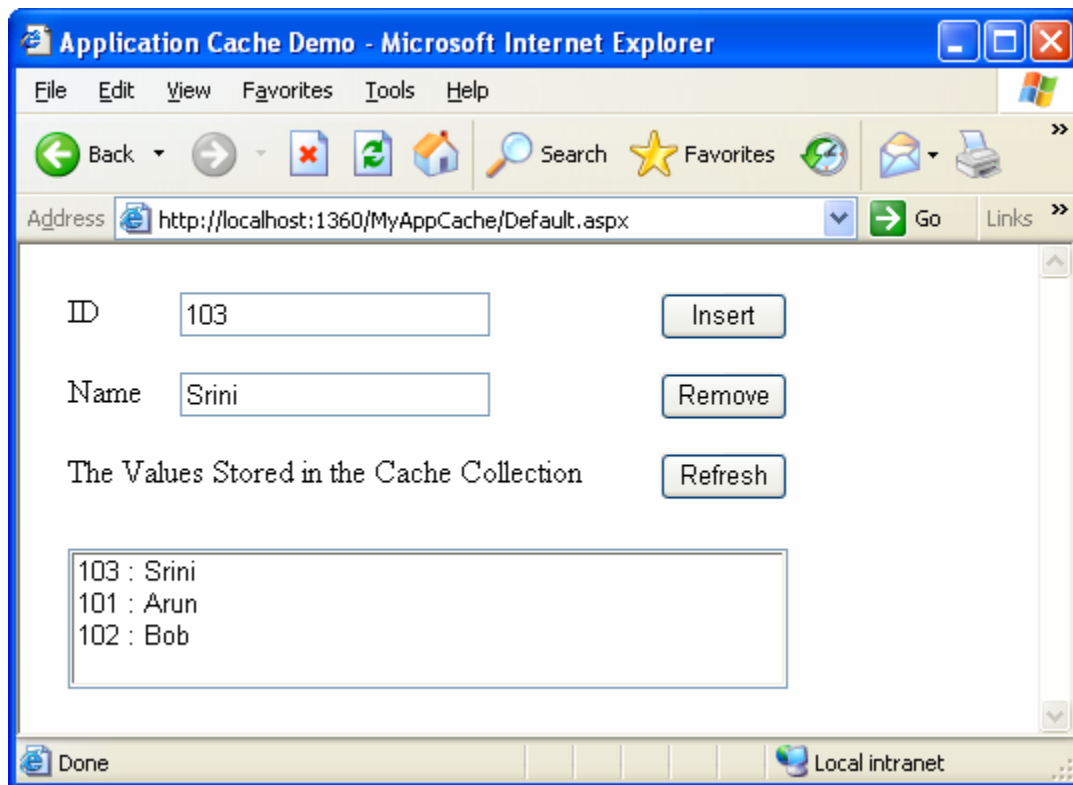 Application Cache Demo - Microsoft Internet Explorer
File Edit View Favorites Tools Help
Back Search Favorites »
Address http://localhost:1360/MyAppCache/Default.aspx Go Links »
ID 103 Insert
Name Srini Remove
The Values Stored in the Cache Collection Refresh
103 : Srini
101 : Arun
102 : Bob
Done Local intranet